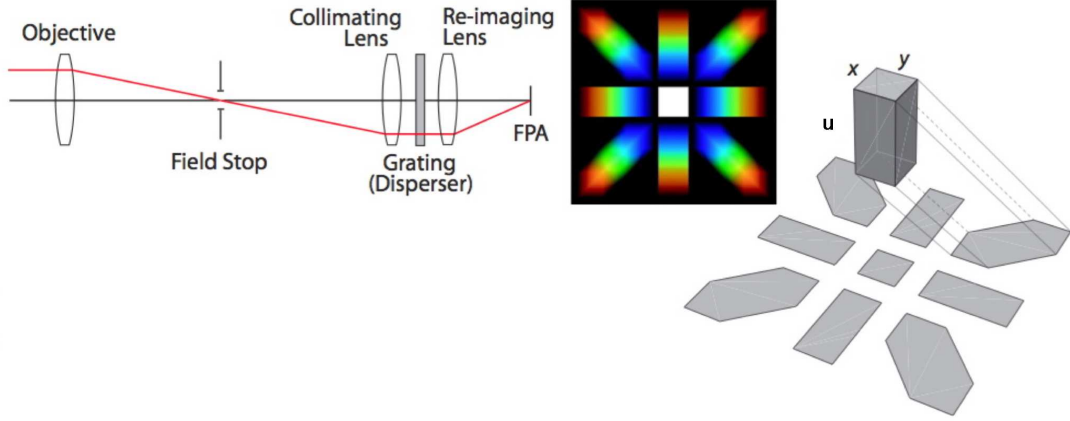 Objective
Collimating
Lens
Re-imaging
Lens
Field Stop
Grating
(Disperser)
FPA
x
y
u